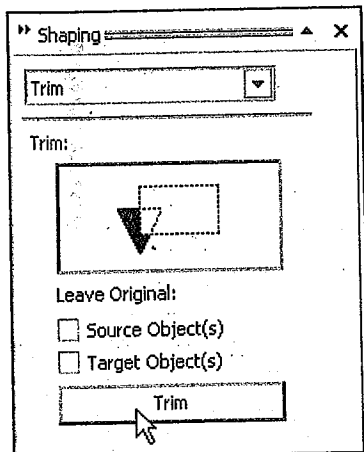 Shaping
Trim
Trim:
Leave Original:
Source Object(s)
Target Object(s)
Trim